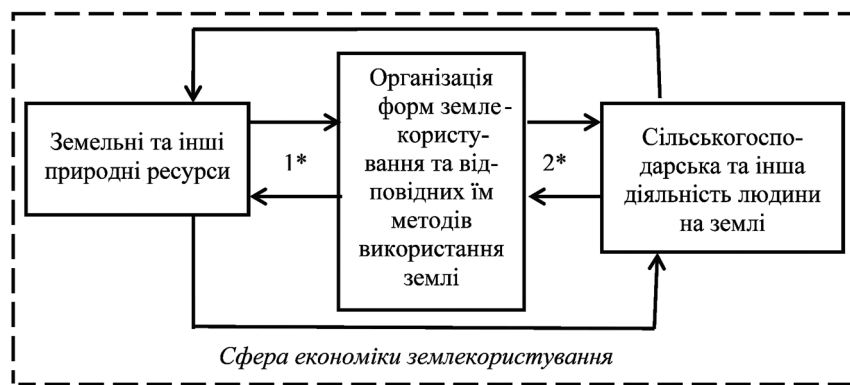 Земельні та інші
природні ресурси
1*
Організація
форм земле-
користу-
вання та від-
повідних їм
методів
використання
землі
2*
Сільськогоспо-
дарська та інша
діяльність людини
на землі
Сфера економіки землекористування